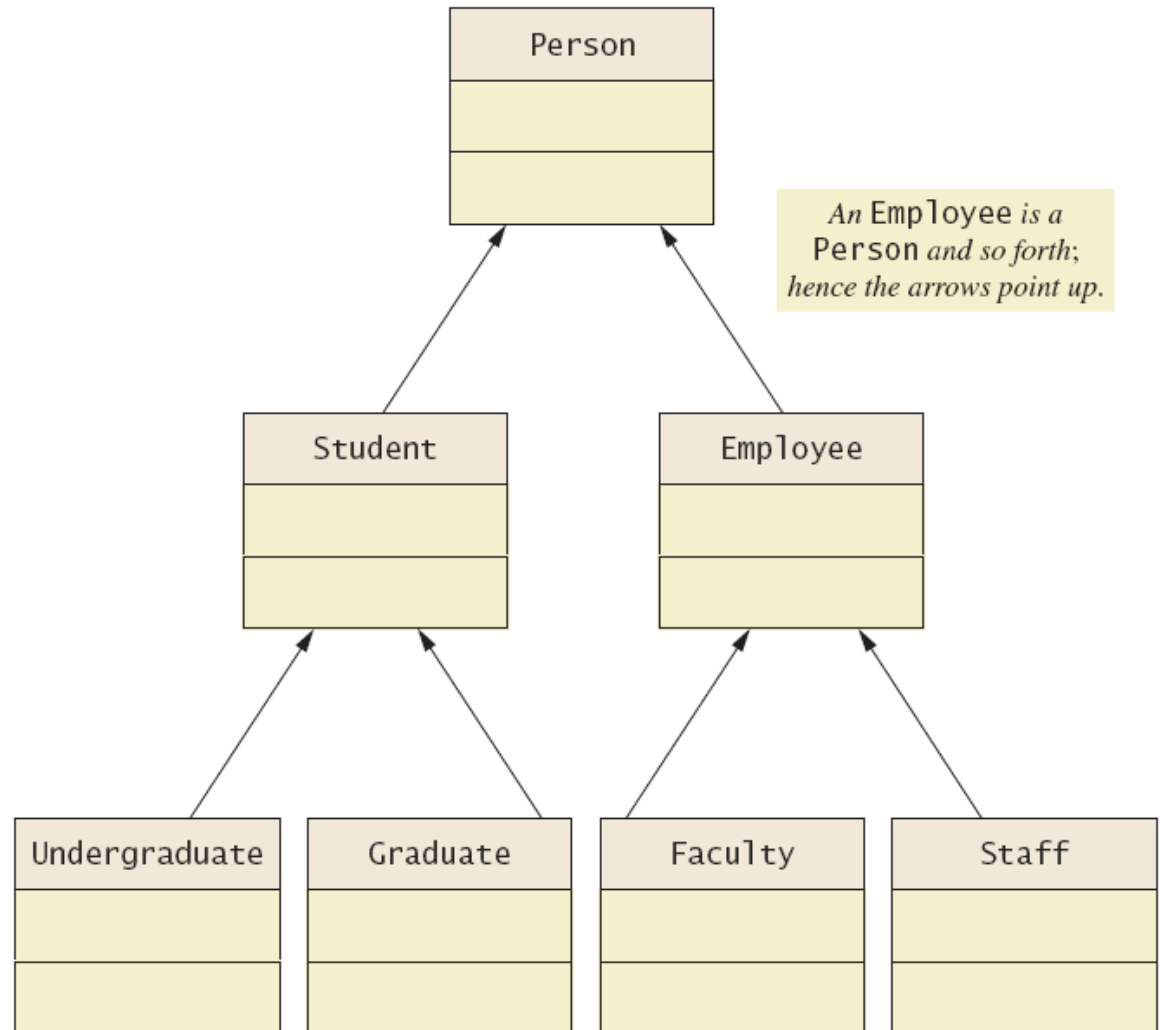 Person
An Employee is a
Person and so forth;
hence the arrows point up.
Student
Employee
Undergraduate
Graduate
Faculty
Staff